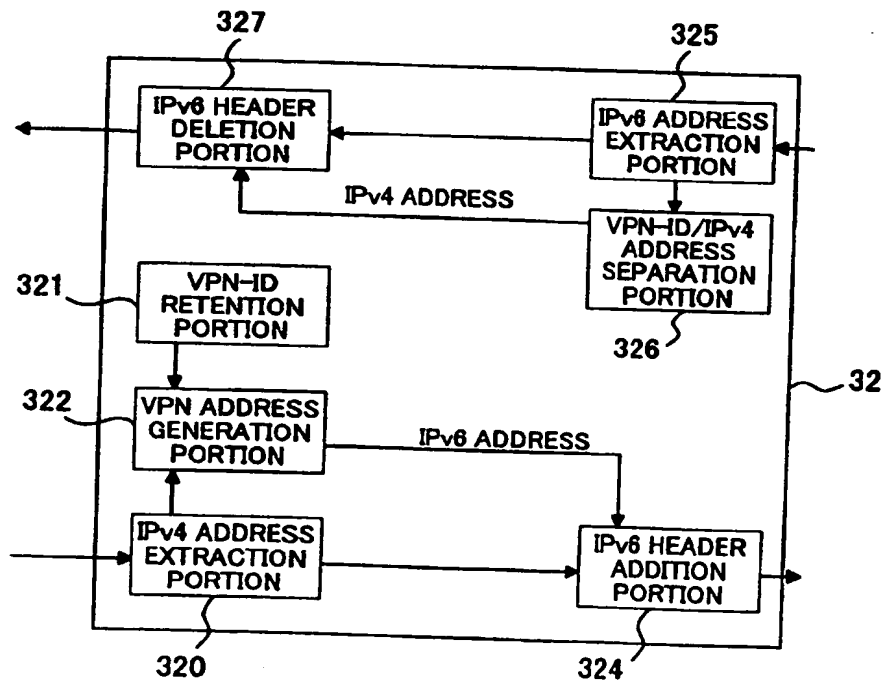 327
325
IPv6 HEADER
DELETION
PORTION
IPv6 ADDRESS
EXTRACTION
PORTION
IPv4 ADDRESS
VPN-ID/IPv4
ADDRESS
SEPARATION
PORTION
321
VPN-ID
RETENTION
PORTION
326
32
322
VPN ADDRESS
GENERATION
PORTION
IPv6 ADDRESS
IPv4 ADDRESS
EXTRACTION
PORTION
IPv6 HEADER
ADDITION
PORTION
320
324